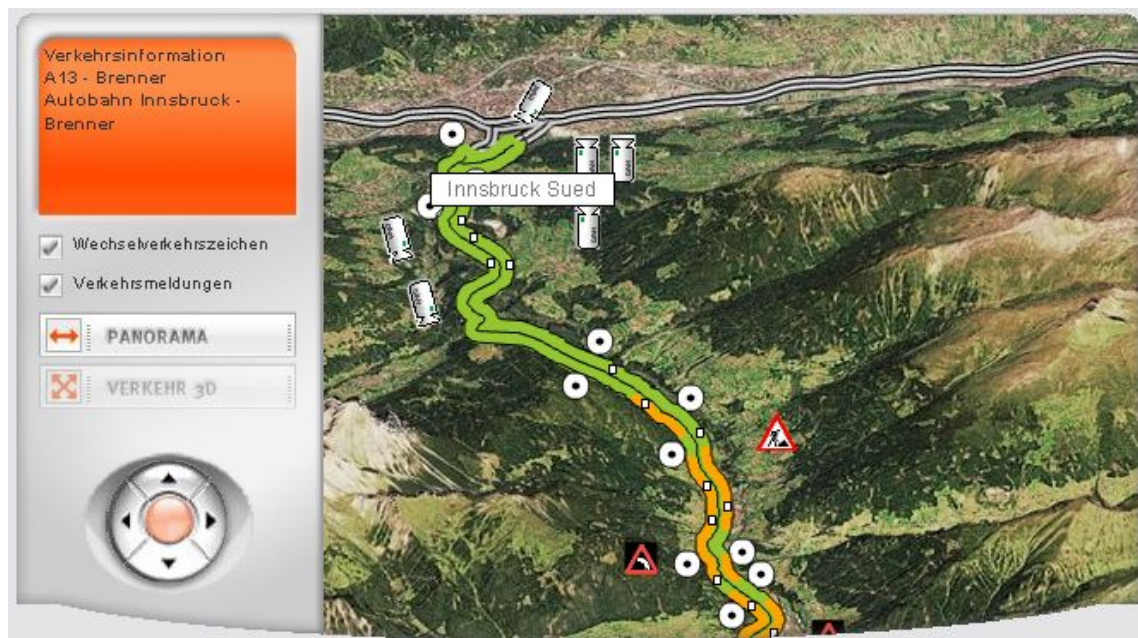 Verkehrsinformation
A13 - Brenner
Autobahn Innsbruck -
Brenner
Wechselverkehrszeichen
Verkehrsmeldungen
PANORAMA
VERKEHR 3D
Innsbruck Sued